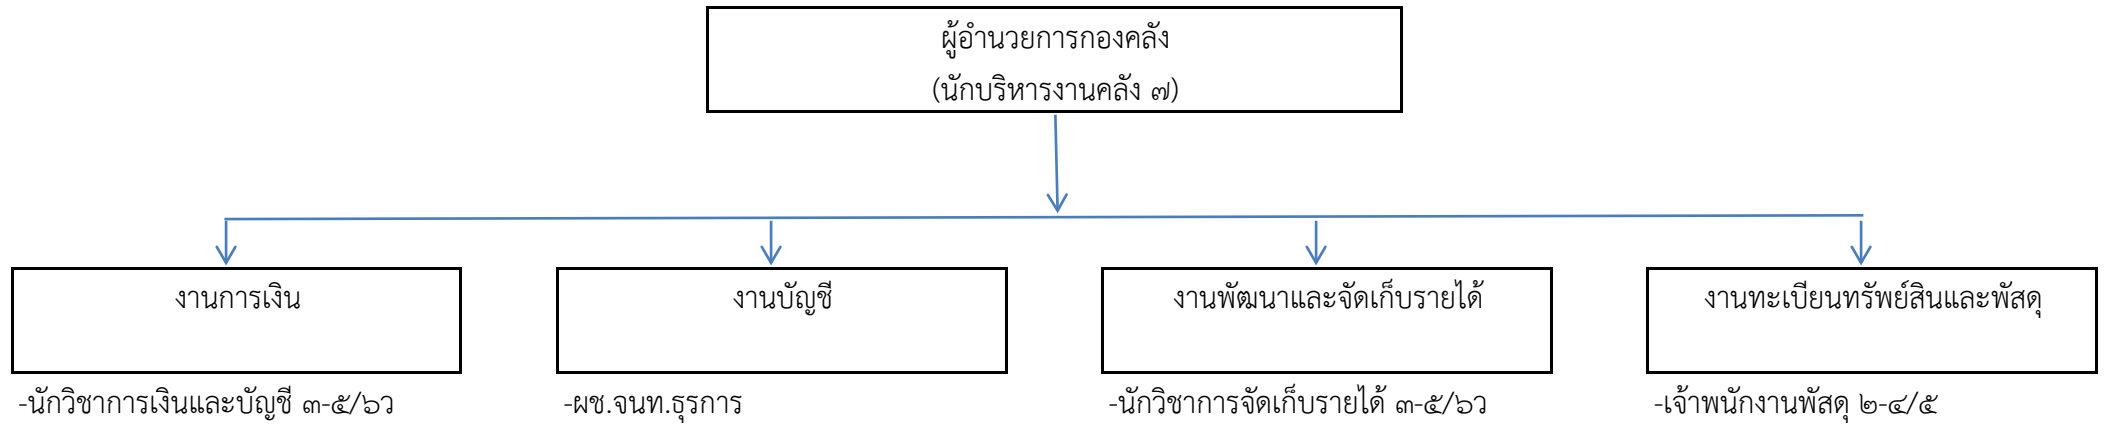 ผู้อำนวยการกองคลัง
(นักบริหารงานคลัง ๗)
งานการเงิน
งานบัญชี
งานพัฒนาและจัดเก็บรายได้
งานทะเบียนทรัพย์สินและพัสดุ
-นักวิชาการเงินและบัญชี ๓-๕/๖ว
-ผช.จนท.ธุรการ
-นักวิชาการจัดเก็บรายได้ ๓-๕/๖ว
-เจ้าพนักงานพัสดุ ๒-๔/๕